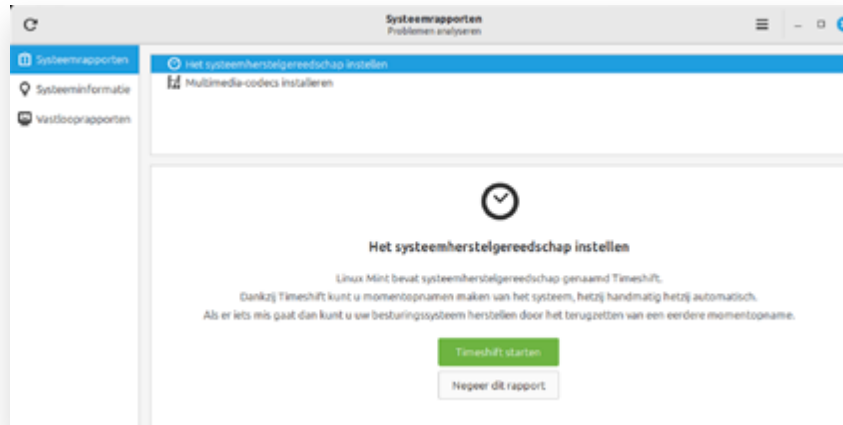 Systeemrapporten
Problemen analyseren
Systeemrapporten
Systeeminformatie
Vastlooprapporten
Het systeemherstelgereedschap instellen
Multimedia-codecs installeren
Het systeemherstelgereedschap instellen
Linux Mint bevat systeemherstelgereedschap genaamd Timeshift.
Dankzij Timeshift kunt u momentopnamen maken van het systeem, hetzij handmatig hetzij automatisch.
Als er iets mis gaat dan kunt u uw besturingssysteem herstellen door het terugzetten van een eerdere momentopname.
Timeshift starten
Negeer dit rapport